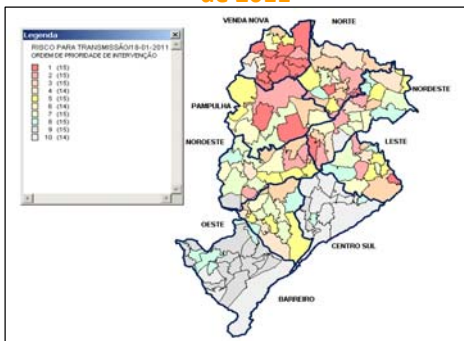 de 2011
VENDA NOVA
NORTE
Legenda
RISCO PARA TRANSMISSÃO/18-01-2011.
ORDEM DE PRIORIDADE DE INTERVENÇÃO
1 (15)
2 (15)
3 (15)
4 (14)
5 (15)
6 (14)
7 (15)
8 (15)
9 (15)
10 (14)
NORDESTE
PAMPULHA
NOROESTE
LESTE
OESTE
CENTRO SUL
BARREIRO